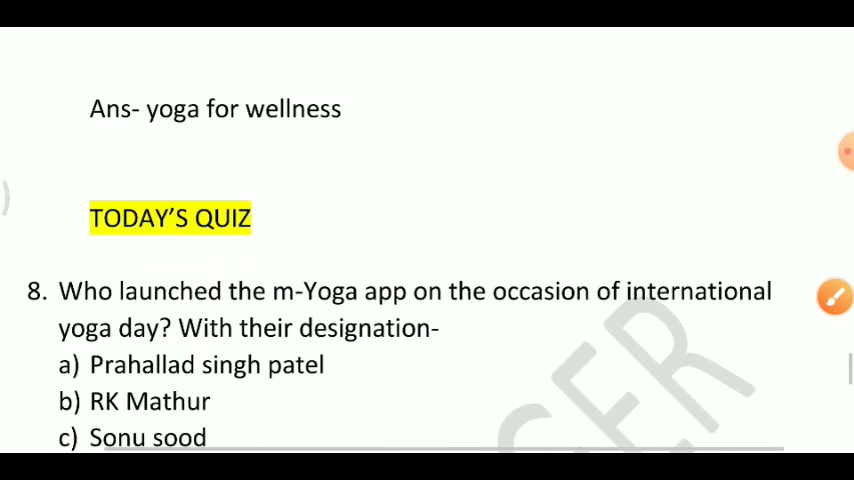 Ans- yoga for wellness
TODAY'S QUIZ
8. Who launched the m-Yoga app on the occasion of international
yoga day? With their designation-
a) Prahallad singh patel
b) RK Mathur
c) Sonu sood